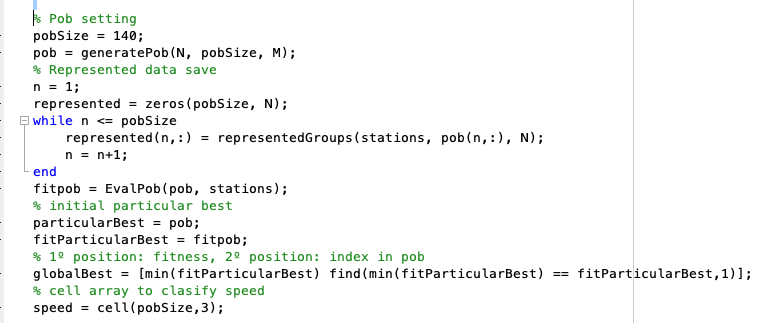 % Pob setting
pobSize = 140;
pob = generatePob(N, pobSize, M);
% Represented data save
n = 1;
represented = zeros(pobSize, N);
while n <= pobSize
    represented(n,:) = representedGroups(stations, pob(n,:), N);
    n = n+1;
end
fitpob = EvalPob(pob, stations);
% initial particular best
particularBest = pob;
fitParticularBest = fitpob;
% 1º position: fitness, 2º position: index in pob
globalBest = [min(fitParticularBest) find(min(fitParticularBest) == fitParticularBest,1)];
% cell array to clasify speed
speed = cell(pobSize,3);